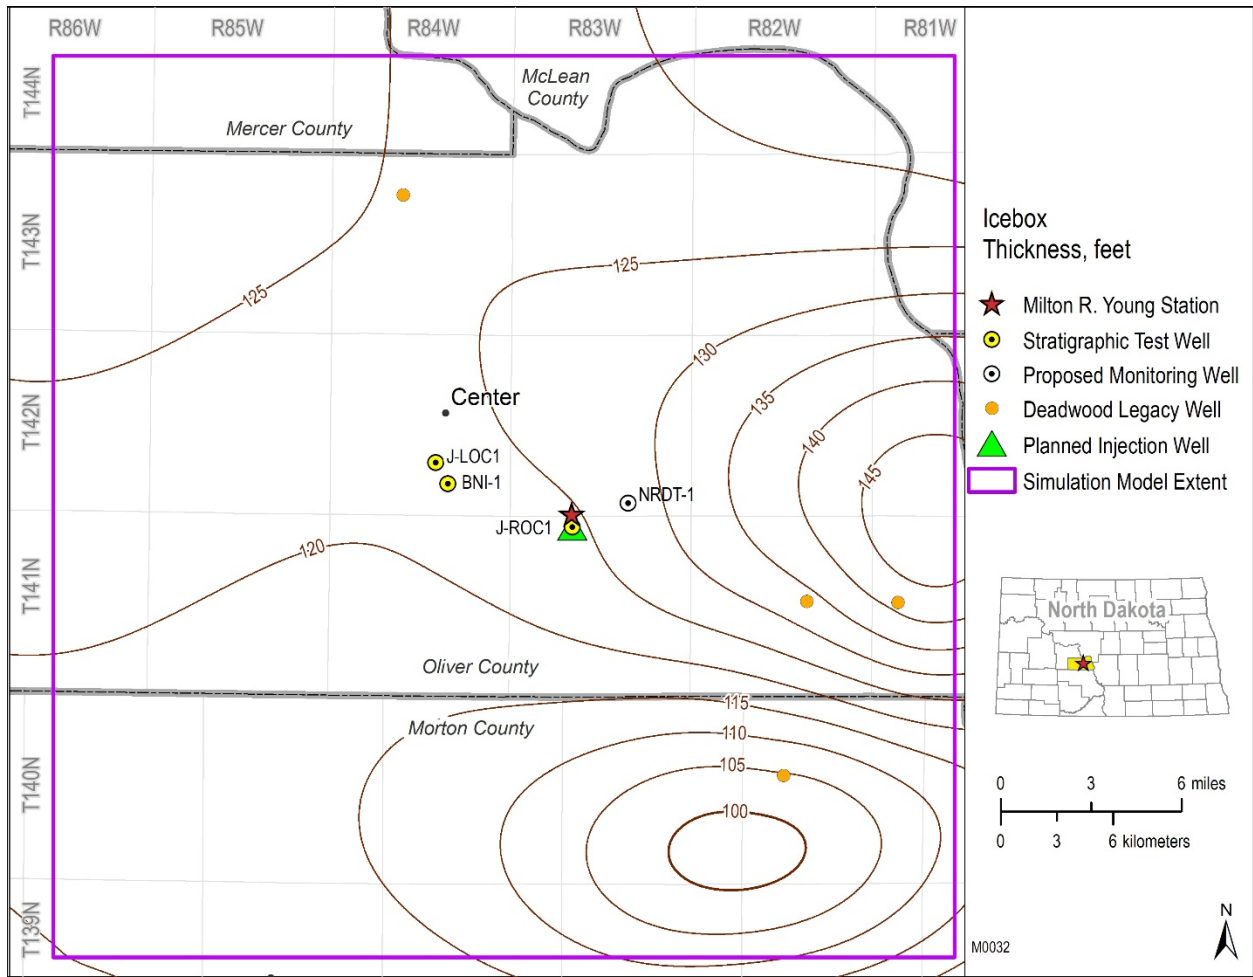 R86W
R85W
R84W
R83W
R82W
R81W
T144N
T143N
T142N
T141N
T140N
T139N
McLean
County
Mercer County
125
125
130
135
140
145
Center
J-LOC1
BNI-1
NRDT-1
J-ROC1
120
Oliver County
Morton County
115
110
105
100
Icebox
Thickness, feet
Milton R. Young Station
Stratigraphic Test Well
Proposed Monitoring Well
Deadwood Legacy Well
Planned Injection Well
Simulation Model Extent
North Dakota
0 3 6 miles
0 3 6 kilometers
M0032
N